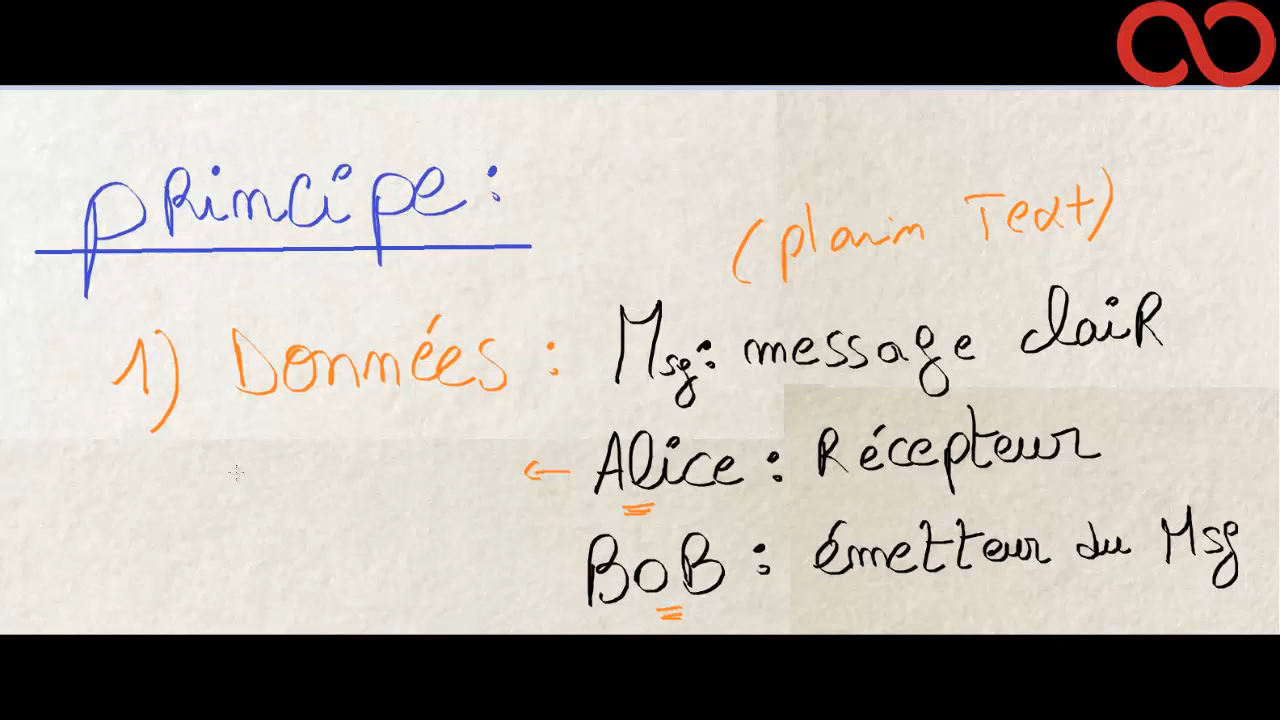 principe :
(plain Text)
1) Données : Msg : message claiR
← Alice : Récepteur
BoB : émetteur du Msg